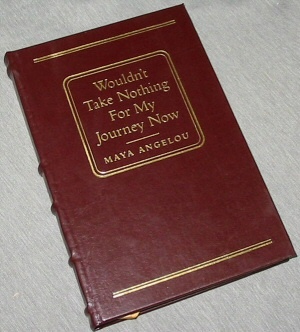 Wouldn't
Take Nothing
For My
Journey Now
MAYA ANGELOU